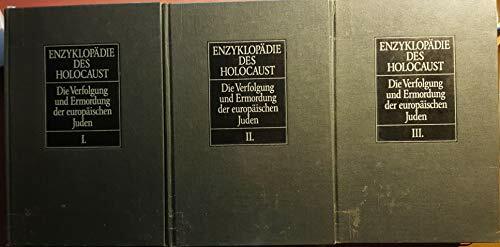 ENZYKLOPÄDIE
DES
HOLOCAUST
Die Verfolgung
und Ermordung
der europäischen
Juden
I.
ENZYKLOPÄDIE
DES
HOLOCAUST
Die Verfolgung
und Ermordung
der europäischen
Juden
II.
ENZYKLOPÄDIE
DES
HOLOCAUST
Die Verfolgung
und Ermordung
der europäischen
Juden
III.